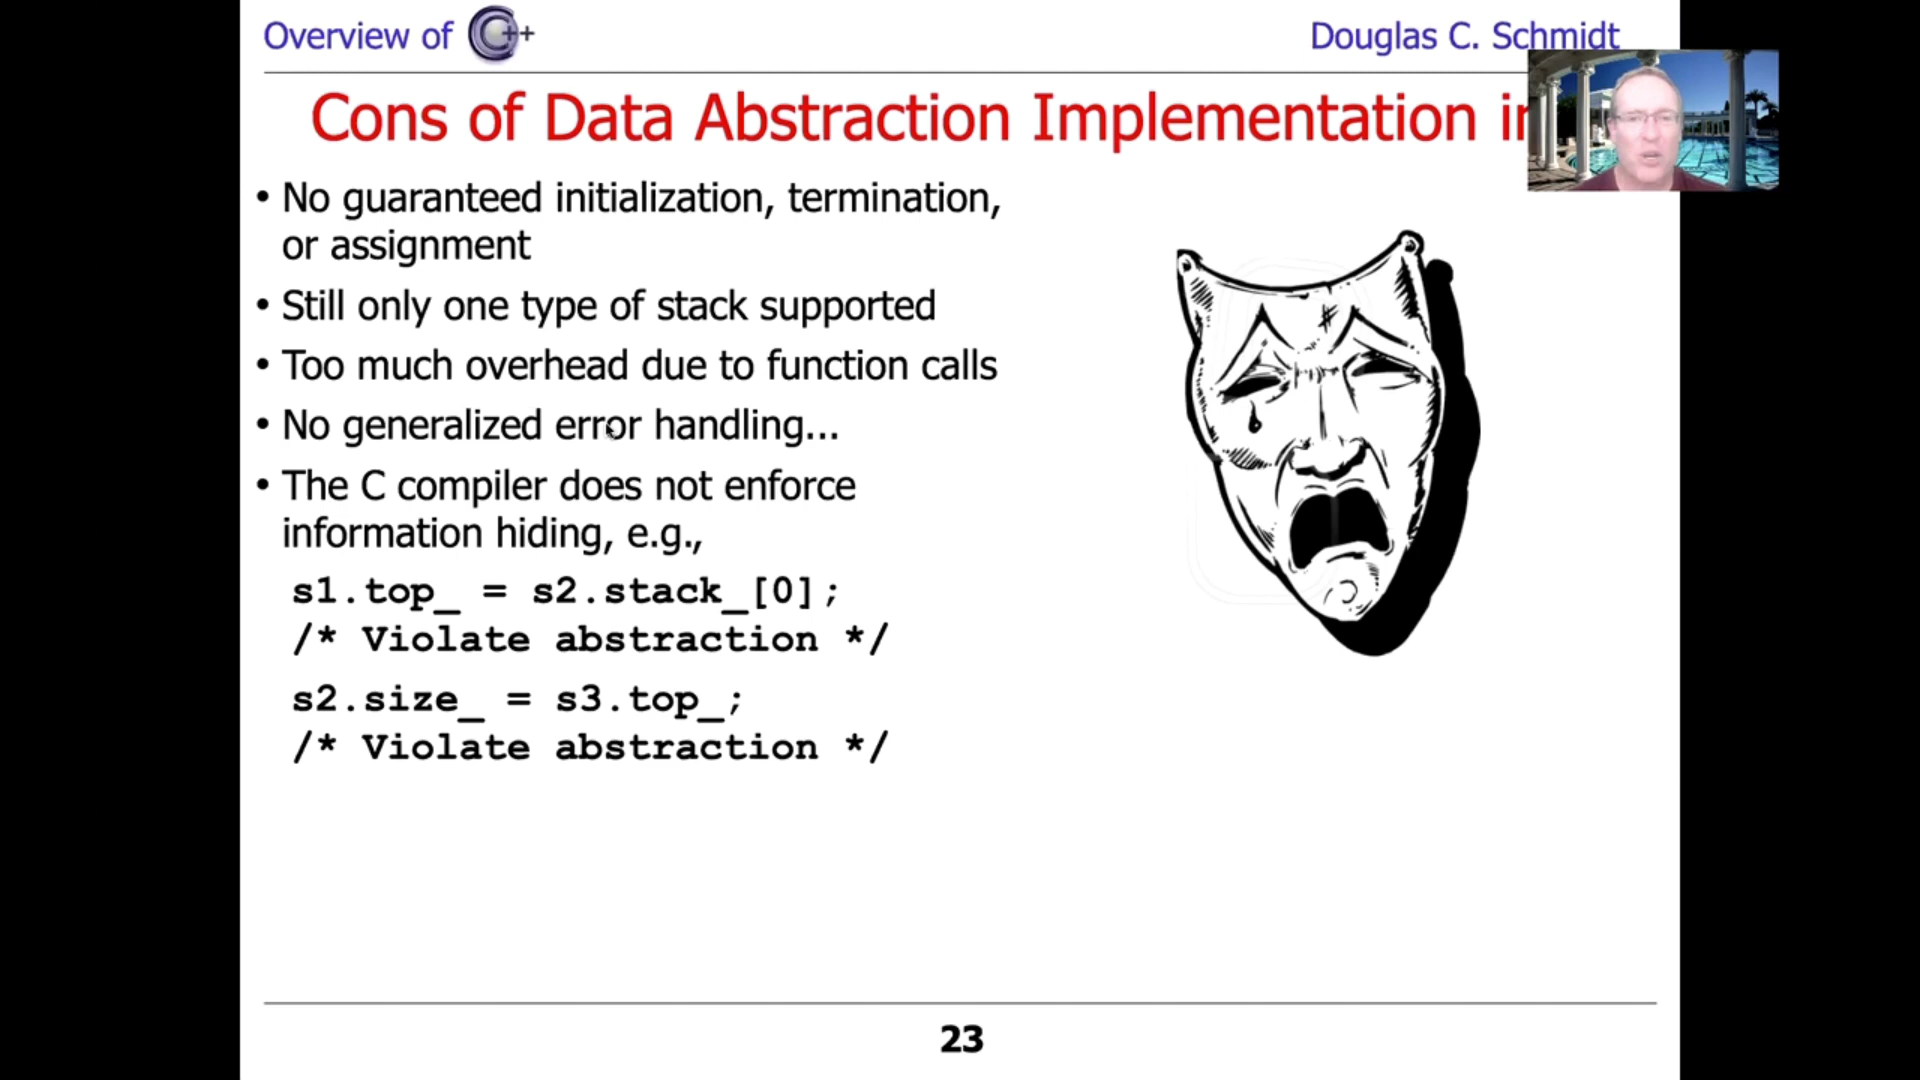 Overview of C++
Douglas C. Schmidt
Cons of Data Abstraction Implementation in
• No guaranteed initialization, termination,
or assignment
• Still only one type of stack supported
• Too much overhead due to function calls
• No generalized error handling...
• The C compiler does not enforce
information hiding, e.g.,
s1.top_ = s2.stack_[0];
/* Violate abstraction */
s2.size_ = s3.top_;
/* Violate abstraction */
23